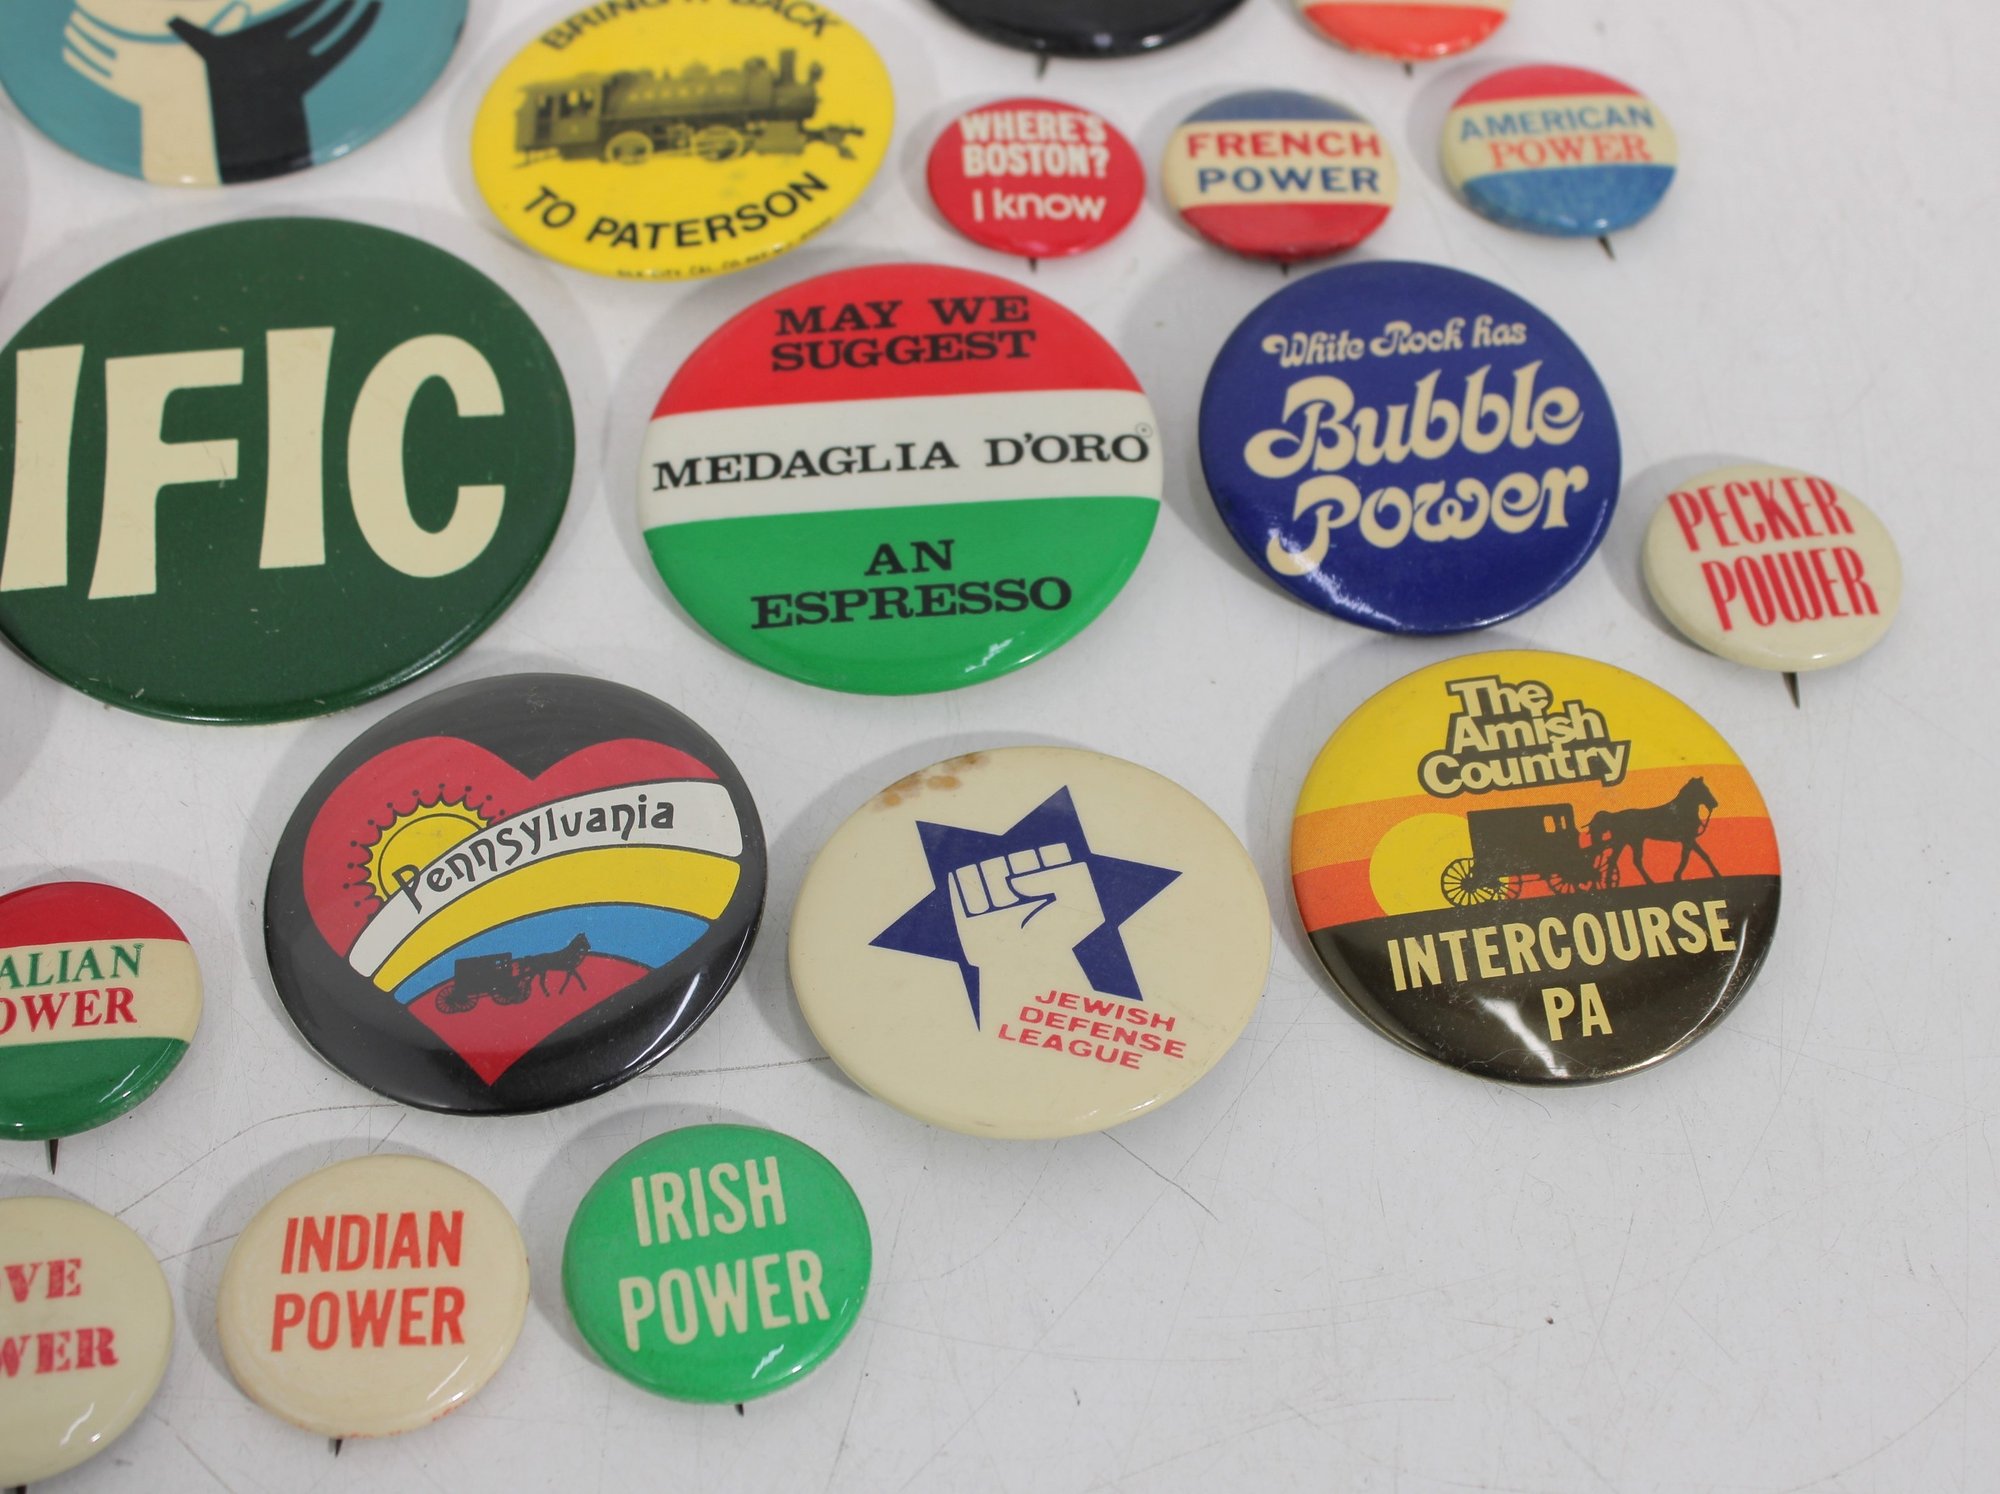 BRING IT BACK
TO PATERSON
WHERE'S
BOSTON?
I know
FRENCH
POWER
AMERICAN
POWER
IFIC
MAY WE
SUGGEST
MEDAGLIA D'ORO®
AN
ESPRESSO
White Rock has
Bubble
Power
PECKER
POWER
Pennsylvania
JEWISH
DEFENSE
LEAGUE
The
Amish
Country
INTERCOURSE
PA
ALIAN
OWER
VE
WER
INDIAN
POWER
IRISH
POWER